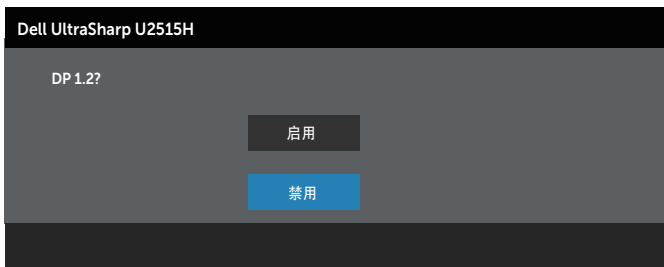 Dell UltraSharp U2515H
DP 1.2?
启用
禁用